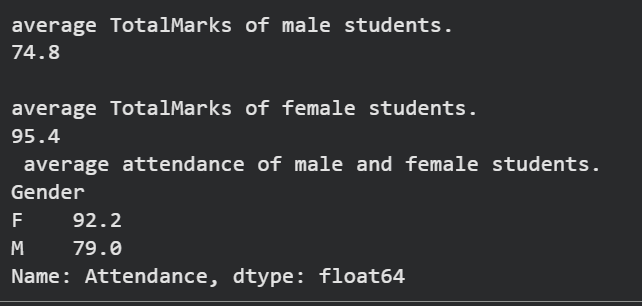 average TotalMarks of male students.
74.8
average TotalMarks of female students.
95.4
 average attendance of male and female students.
Gender
F    92.2
M    79.0
Name: Attendance, dtype: float64